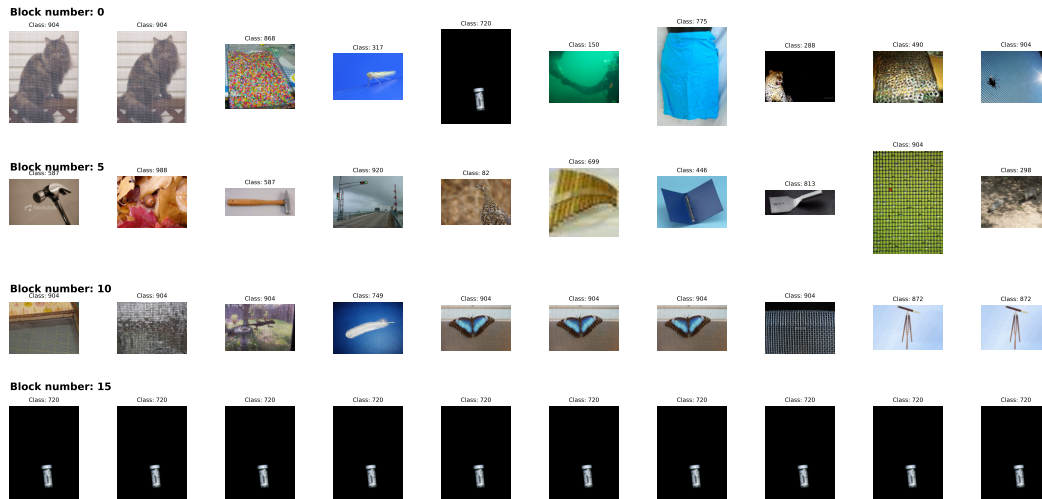 Block number: 0
Class: 904
Class: 904
Class: 868
Class: 317
Class: 720
Class: 150
Class: 775
Class: 288
Class: 490
Class: 904
Block number: 5
Class: 587
Class: 988
Class: 587
Class: 920
Class: 82
Class: 699
Class: 446
Class: 813
Class: 904
Class: 298
Block number: 10
Class: 904
Class: 904
Class: 904
Class: 749
Class: 904
Class: 904
Class: 904
Class: 904
Class: 872
Class: 872
Block number: 15
Class: 720
Class: 720
Class: 720
Class: 720
Class: 720
Class: 720
Class: 720
Class: 720
Class: 720
Class: 720